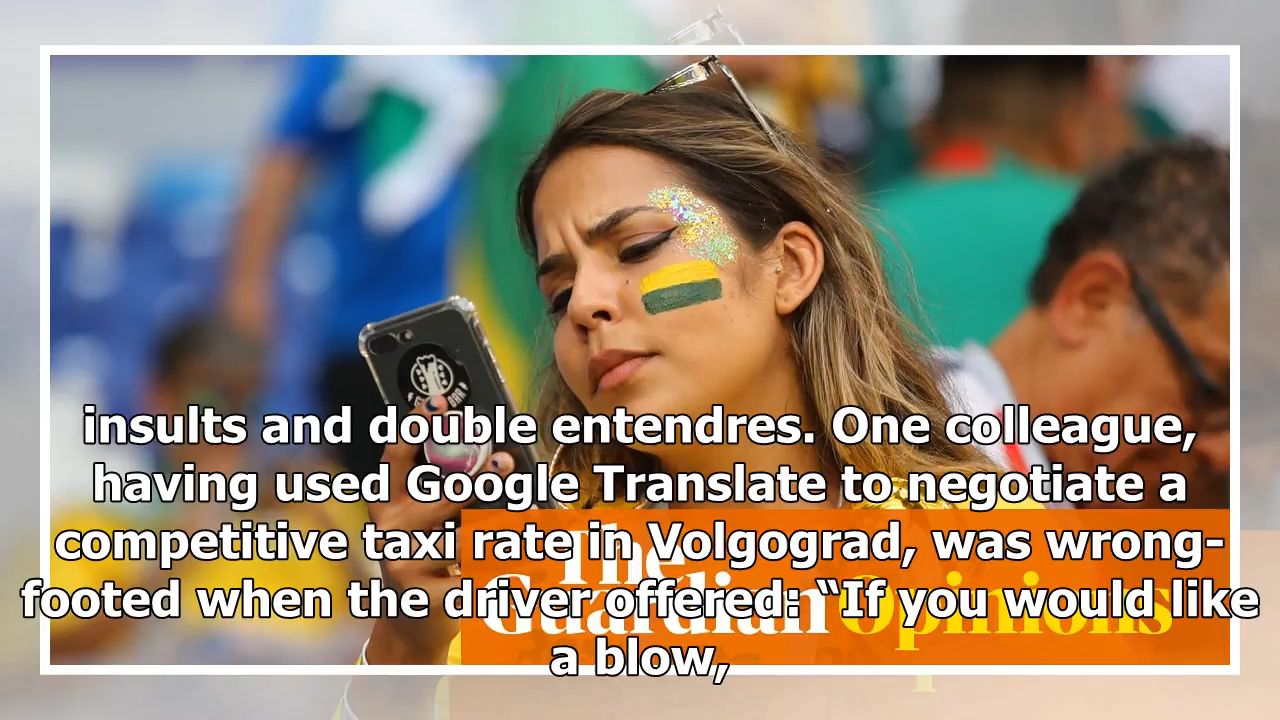 insults and double entendres. One colleague,
having used Google Translate to negotiate a
competitive taxi rate in Volgograd, was wrong-
footed when the driver offered: “If you would like
a blow,
The
Guardian Opinions